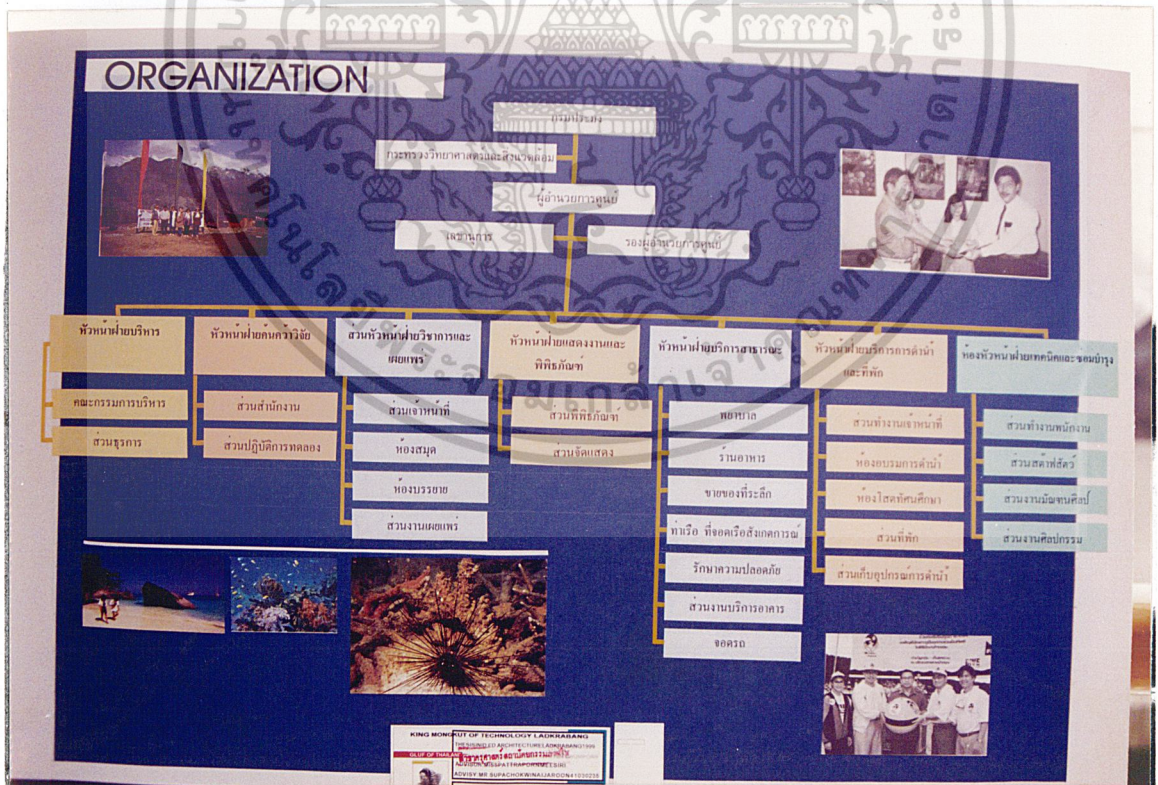 ORGANIZATION
กรมประมง
กระทรวงวิทยาศาสตร์และสิ่งแวดล้อม
ผู้อำนวยการศูนย์
เลขานุการ
รองผู้อำนวยการศูนย์
หัวหน้าฝ่ายบริหาร
คณะกรรมการบริหาร
ส่วนธุรการ
หัวหน้าฝ่ายค้นคว้าวิจัย
ส่วนสำนักงาน
ส่วนปฏิบัติการทดลอง
ส่วนหัวหน้าฝ่ายวิชาการและ
เผยแพร่
ส่วนเจ้าหน้าที่
ห้องสมุด
ห้องบรรยาย
ส่วนงานเผยแพร่
หัวหน้าฝ่ายแสดงงานและ
พิพิธภัณฑ์
ส่วนพิพิธภัณฑ์
ส่วนจัดแสดง
หัวหน้าฝ่ายบริการสาธารณะ
พยาบาล
ร้านอาหาร
ขายของที่ระลึก
ท่าเรือ ที่จอดเรือสังเกตการณ์
รักษาความปลอดภัย
ส่วนงานบริการอาคาร
จอดรถ
หัวหน้าฝ่ายบริการการดำน้ำ
และที่พัก
ส่วนทำงานเจ้าหน้าที่
ห้องอบรมการดำน้ำ
ห้องโสตทัศนศึกษา
ส่วนที่พัก
ส่วนเก็บอุปกรณ์การดำน้ำ
ห้องหัวหน้าฝ่ายเทคนิคและซ่อมบำรุง
ส่วนทำงานพนักงาน
ส่วนสต๊าฟสัตว์
ส่วนงานมัณฑนศิลป์
ส่วนงานศิลปกรรม
KING MONGKUT OF TECHNOLOGY LADKRABANG
GLUF OF THAILAND